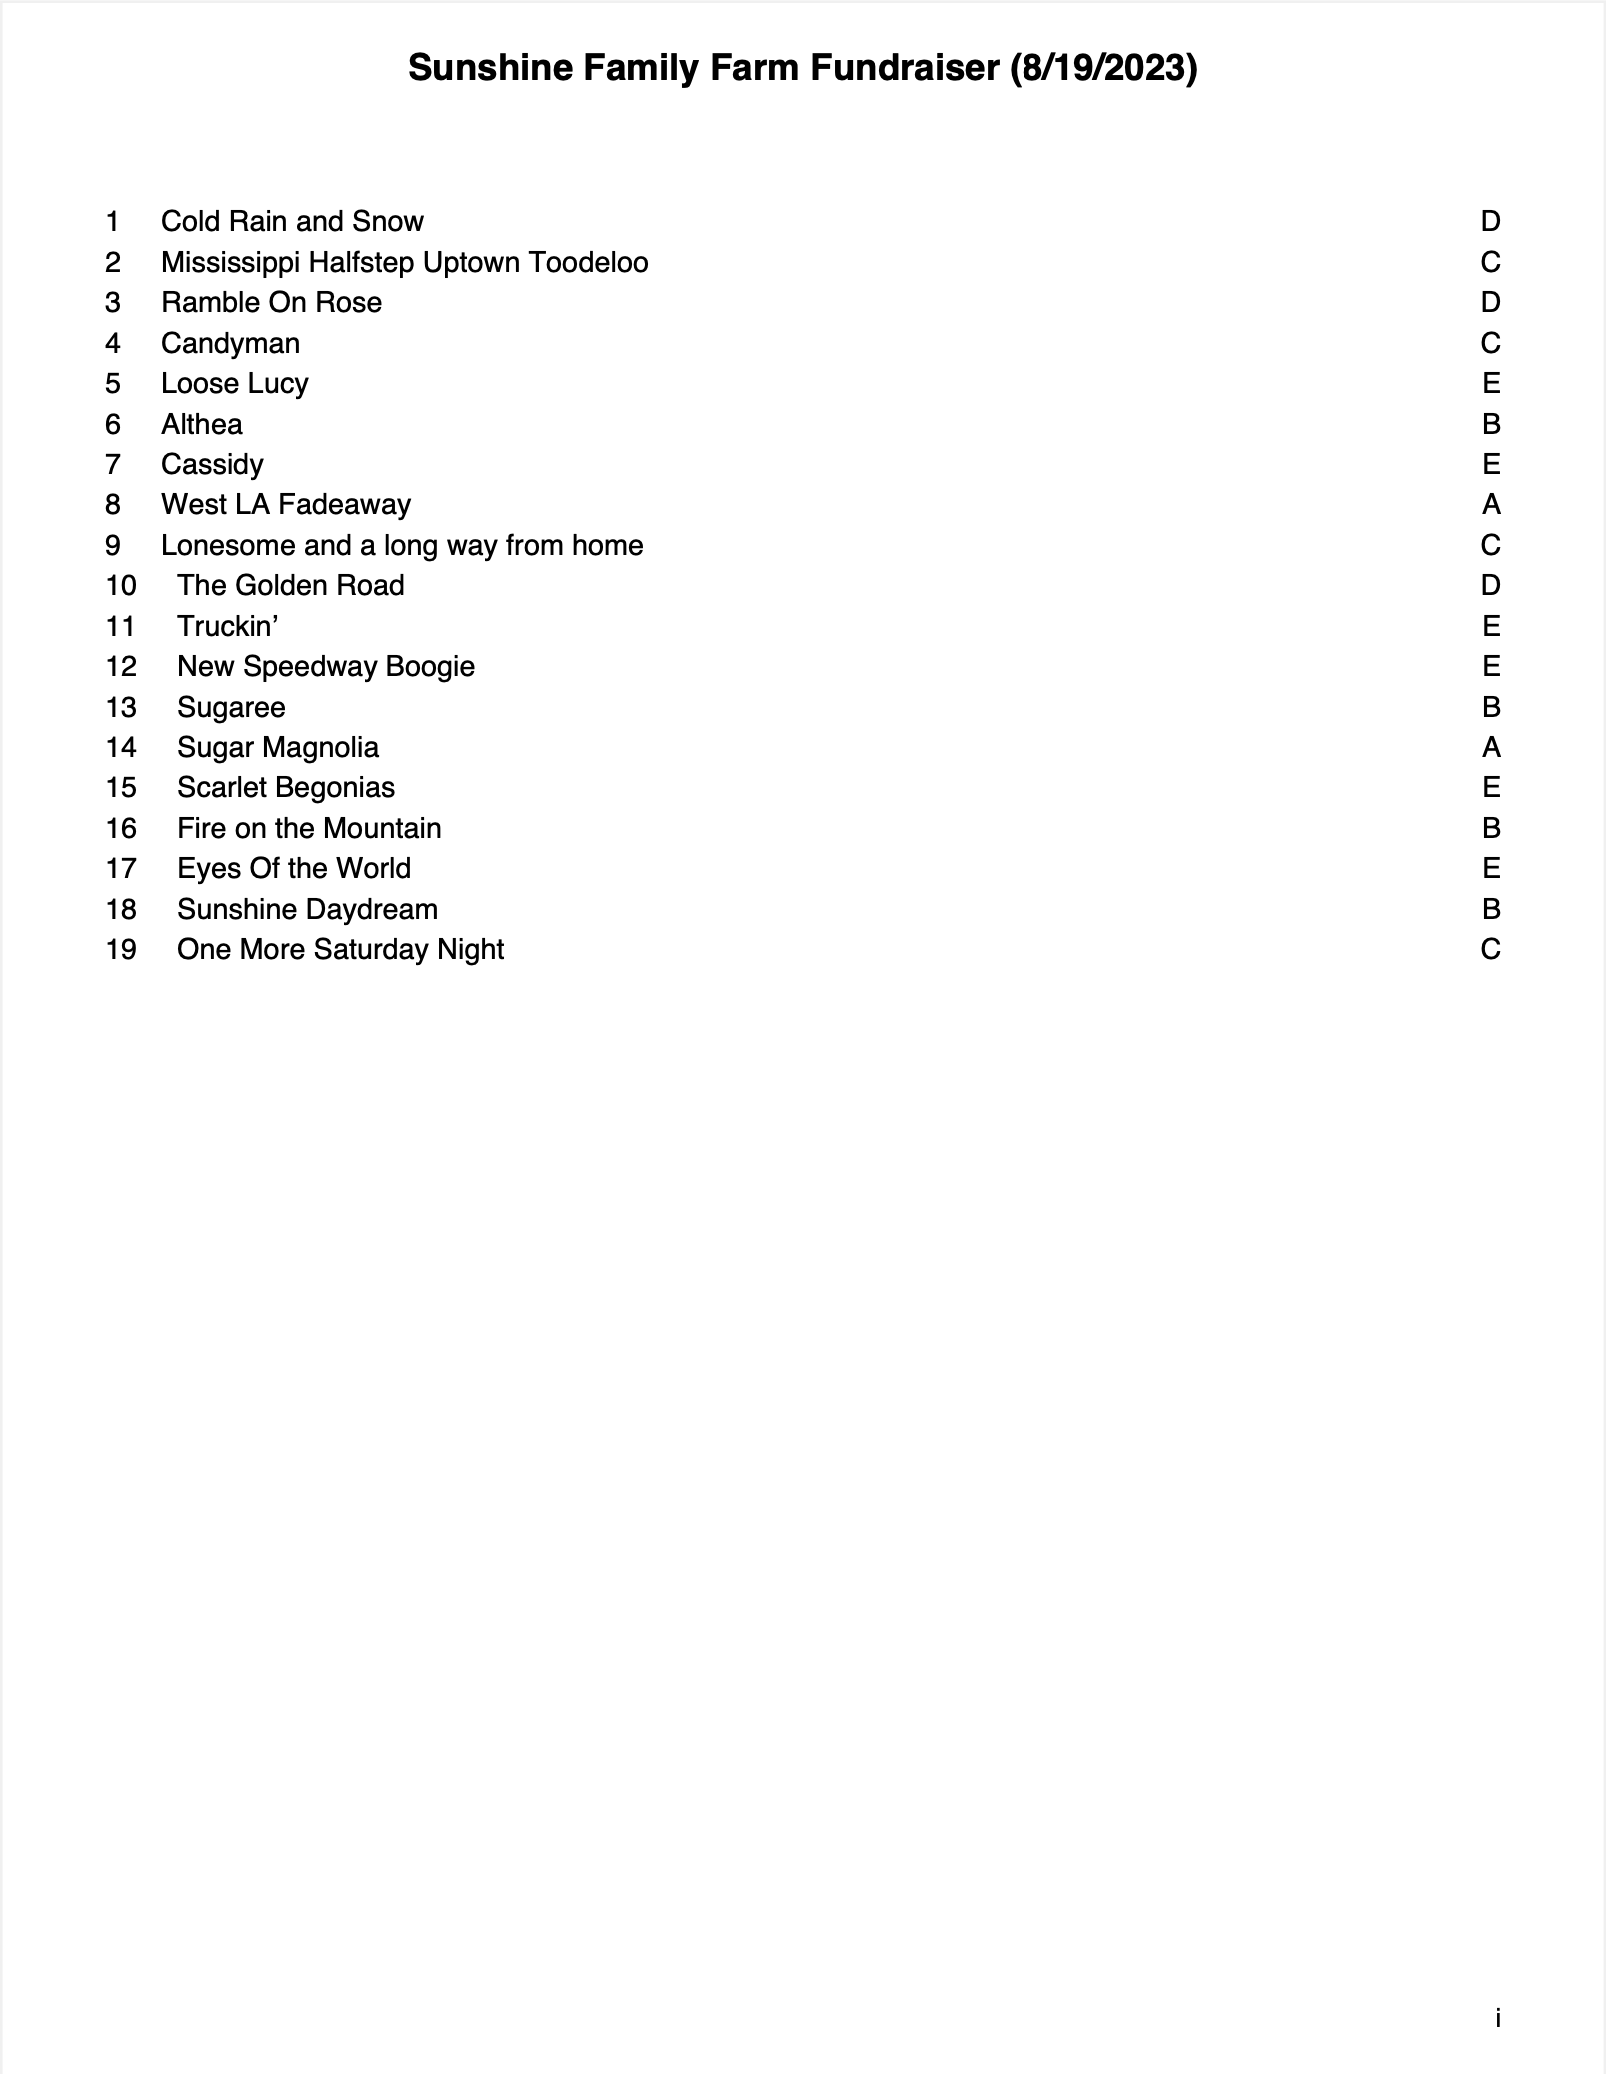 Sunshine Family Farm Fundraiser (8/19/2023)
1 Cold Rain and Snow D
2 Mississippi Halfstep Uptown Toodeloo C
3 Ramble On Rose D
4 Candyman C
5 Loose Lucy E
6 Althea B
7 Cassidy E
8 West LA Fadeaway A
9 Lonesome and a long way from home C
10 The Golden Road D
11 Truckin’ E
12 New Speedway Boogie E
13 Sugaree B
14 Sugar Magnolia A
15 Scarlet Begonias E
16 Fire on the Mountain B
17 Eyes Of the World E
18 Sunshine Daydream B
19 One More Saturday Night C
i